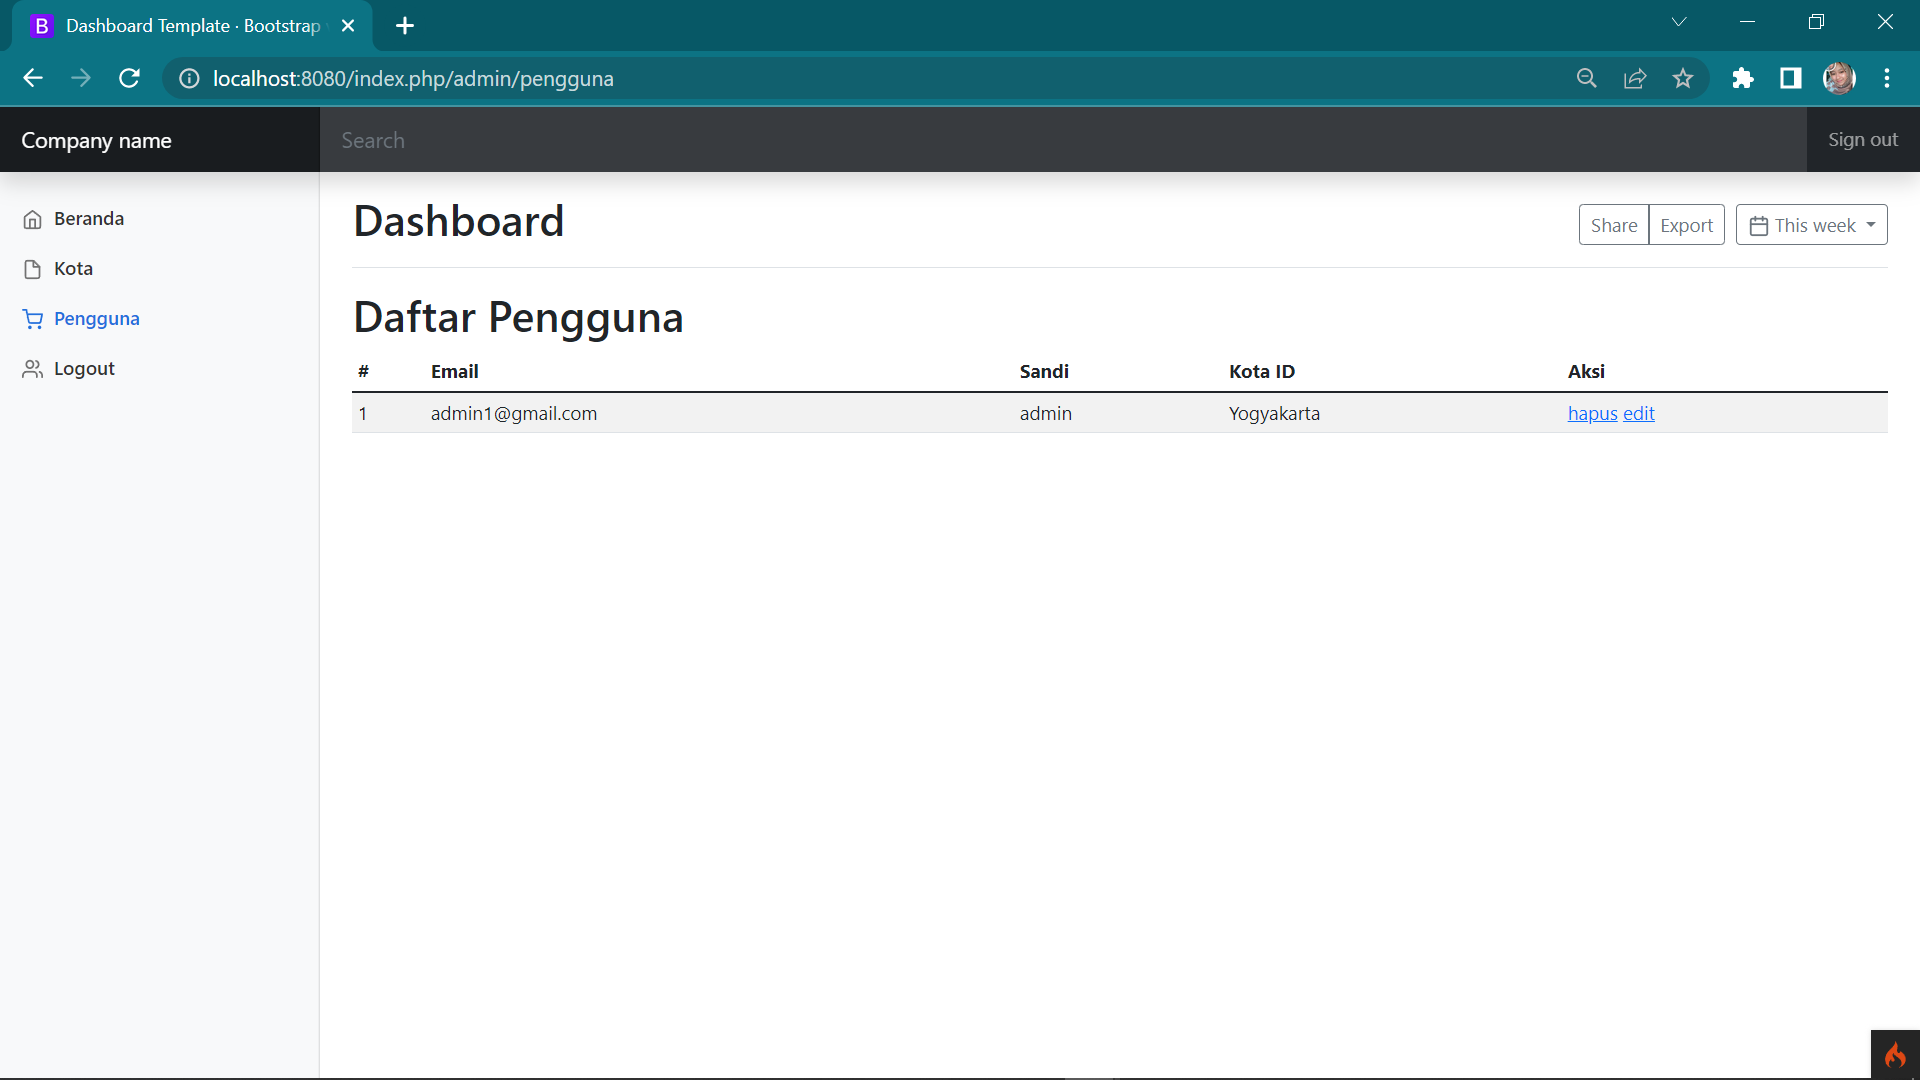 B Dashboard Template · Bootstrap
localhost:8080/index.php/admin/pengguna
Company name
Search
Sign out
Beranda
Kota
Pengguna
Logout
Dashboard
Share Export This week
Daftar Pengguna
# Email Sandi Kota ID Aksi
1 admin1@gmail.com admin Yogyakarta hapus edit